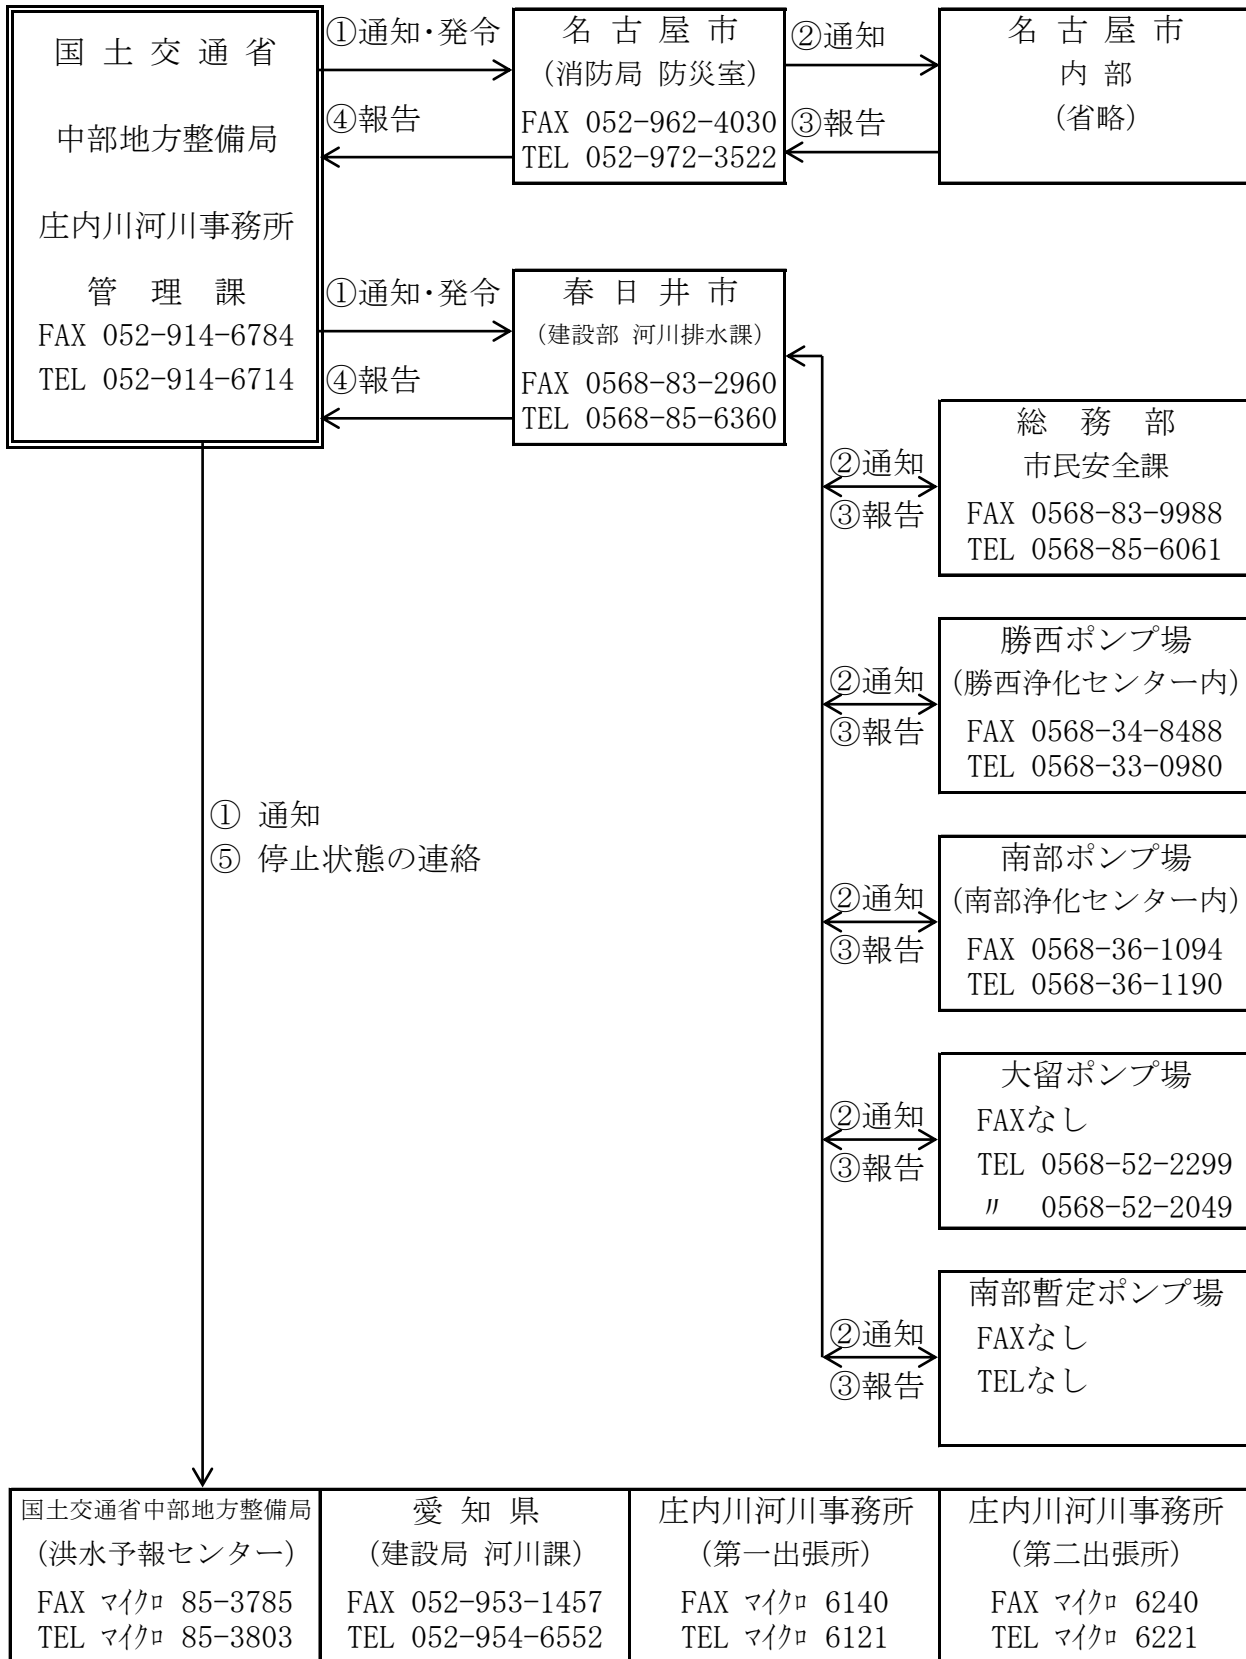 国土交通省
中部地方整備局
庄内川河川事務所
管理課
FAX 052-914-6784
TEL 052-914-6714
①通知・発令
④報告
名古屋市
(消防局 防災室)
FAX 052-962-4030
TEL 052-972-3522
②通知
③報告
名古屋市
内部
(省略)
①通知・発令
④報告
春日井市
(建設部 河川排水課)
FAX 0568-83-2960
TEL 0568-85-6360
②通知
③報告
総務部
市民安全課
FAX 0568-83-9988
TEL 0568-85-6061
②通知
③報告
勝西ポンプ場
(勝西浄化センター内)
FAX 0568-34-8488
TEL 0568-33-0980
① 通知
⑤ 停止状態の連絡
②通知
③報告
南部ポンプ場
(南部浄化センター内)
FAX 0568-36-1094
TEL 0568-36-1190
②通知
③報告
大留ポンプ場
FAXなし
TEL 0568-52-2299
〃 0568-52-2049
②通知
③報告
南部暫定ポンプ場
FAXなし
TELなし
国土交通省中部地方整備局
(洪水予報センター)
FAX マイクロ 85-3785
TEL マイクロ 85-3803
愛知県
(建設局 河川課)
FAX 052-953-1457
TEL 052-954-6552
庄内川河川事務所
(第一出張所)
FAX マイクロ 6140
TEL マイクロ 6121
庄内川河川事務所
(第二出張所)
FAX マイクロ 6240
TEL マイクロ 6221